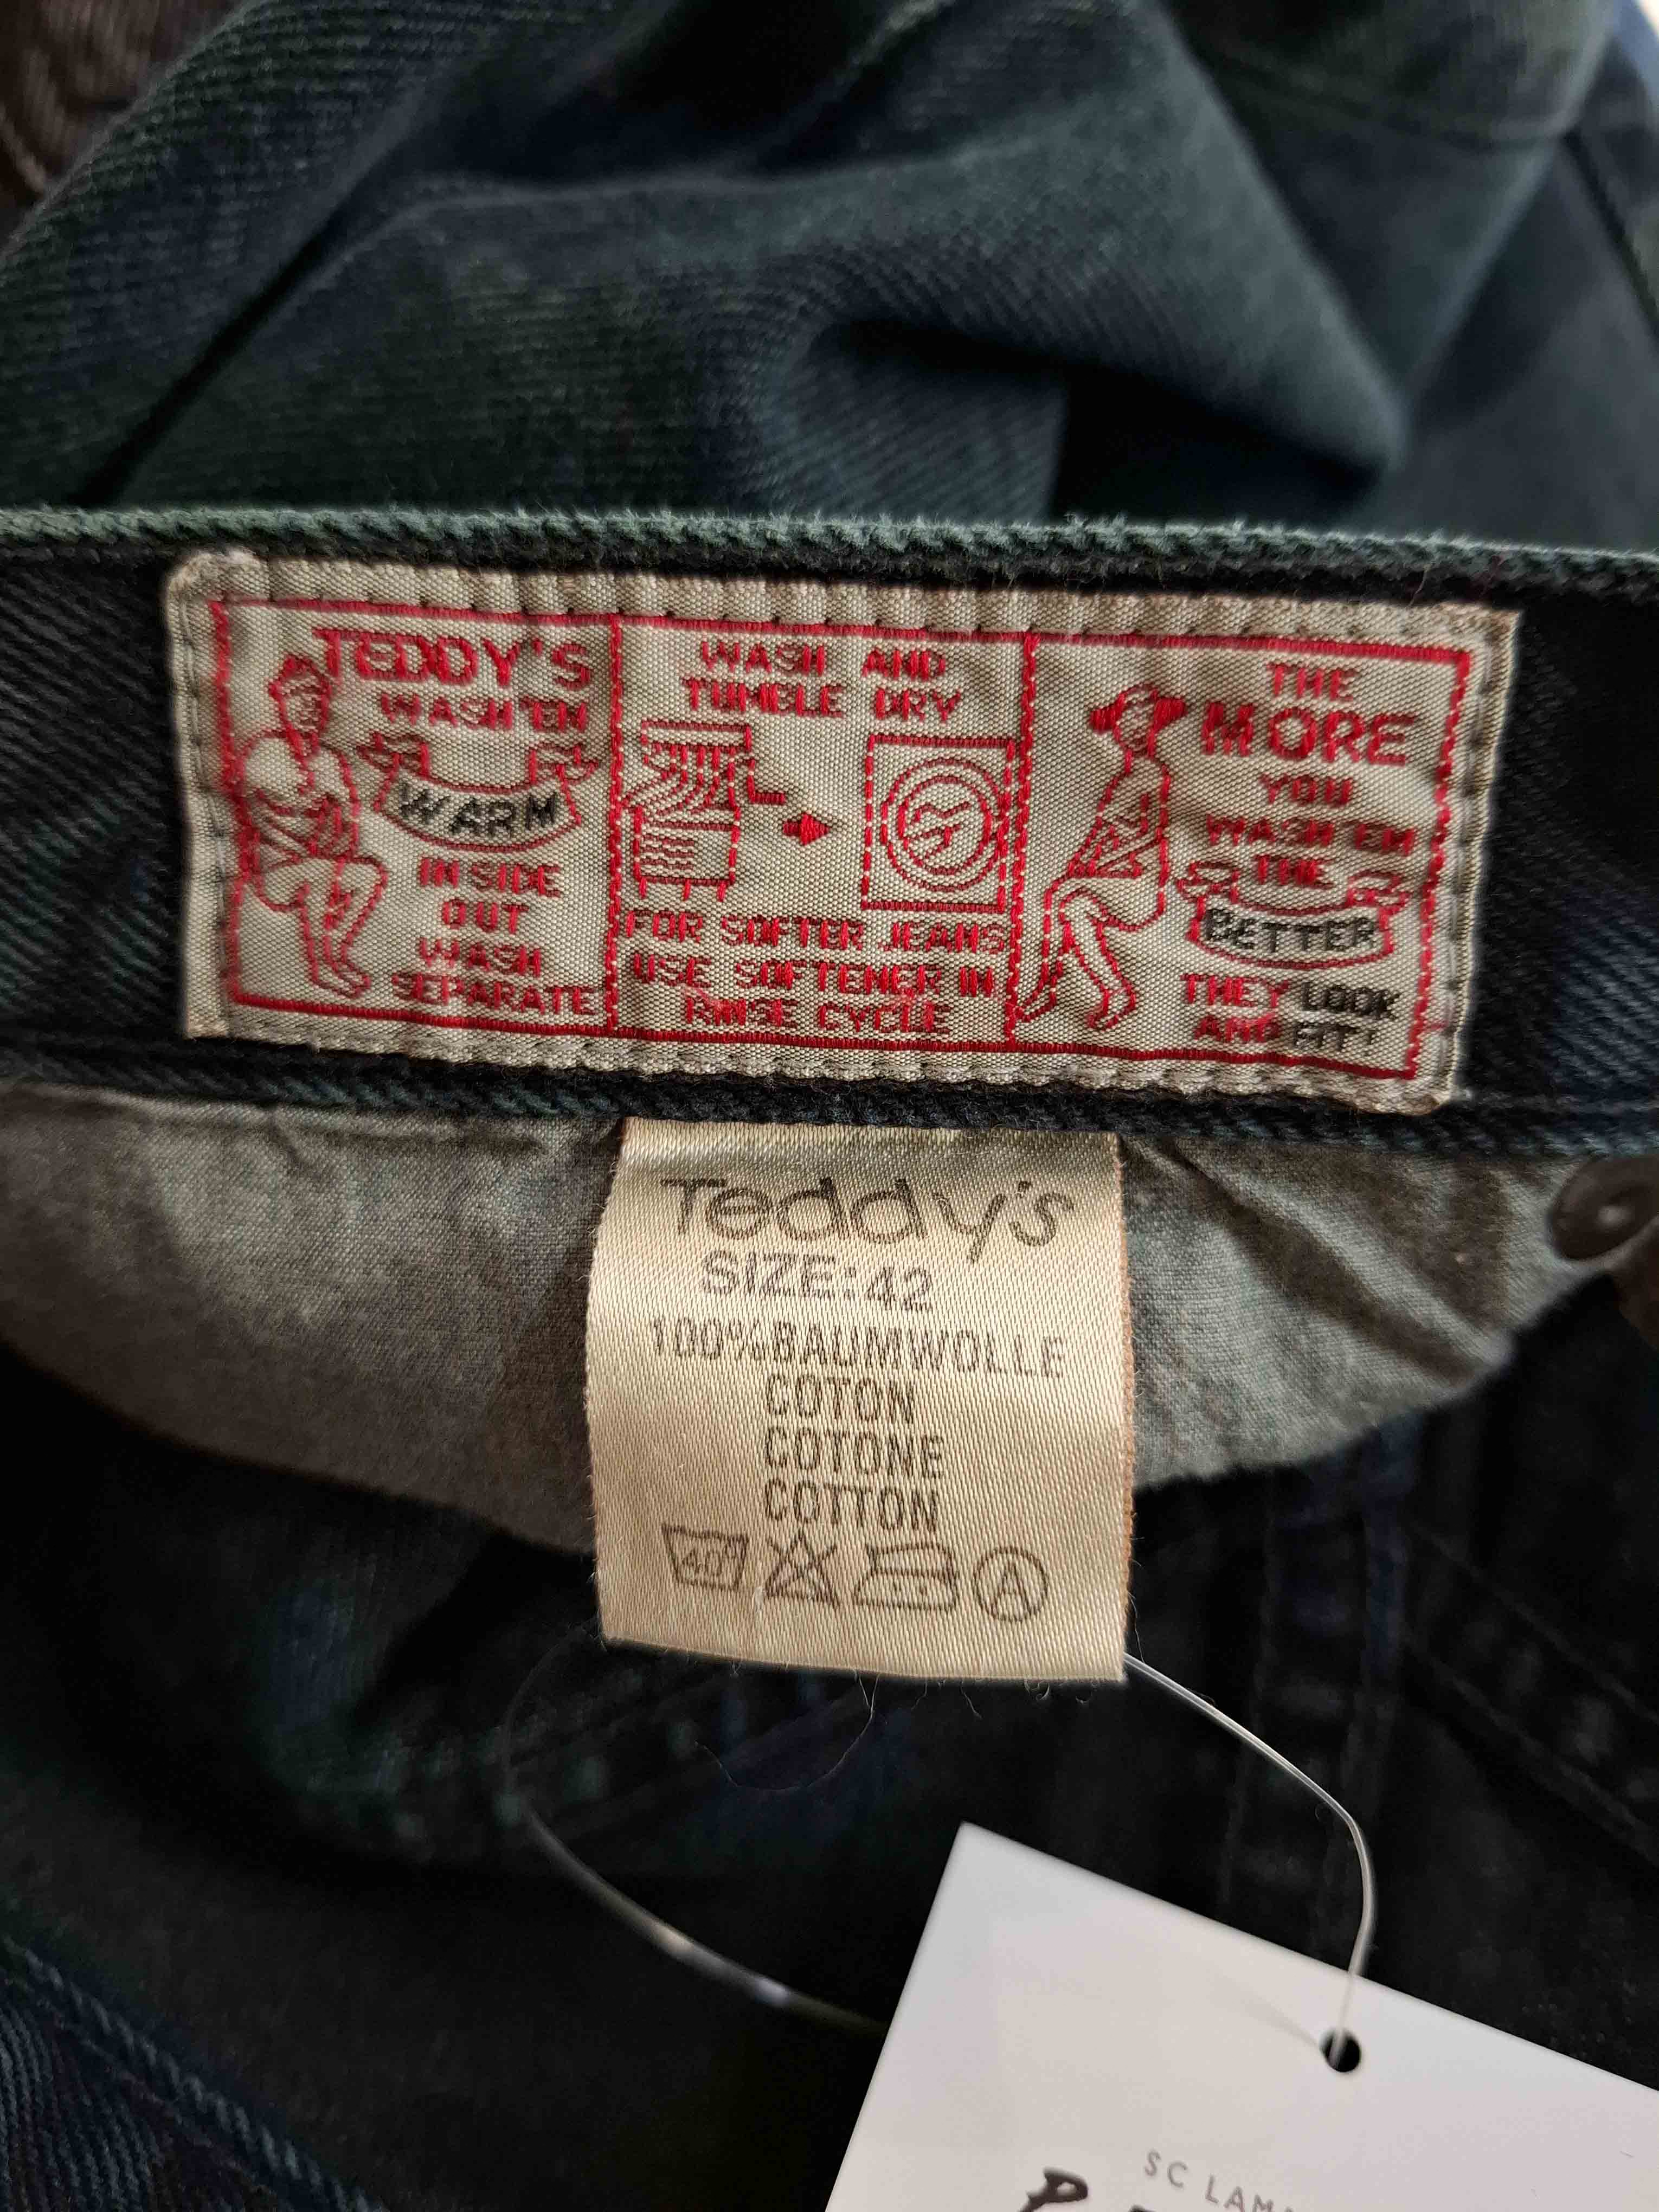 TEDDY'S
WASH'EM
WARM
INSIDE
OUT
WASH
SEPARATE
WASH AND
TUMBLE DRY
FOR SOFTER JEANS
USE SOFTENER IN
RINSE CYCLE
THE
MORE
YOU
WASH'EM
THE
BETTER
THEY LOOK
AND FIT!
Teddy's
SIZE:42
100%BAUMWOLLE
COTON
COTONE
COTTON
40° A
SC